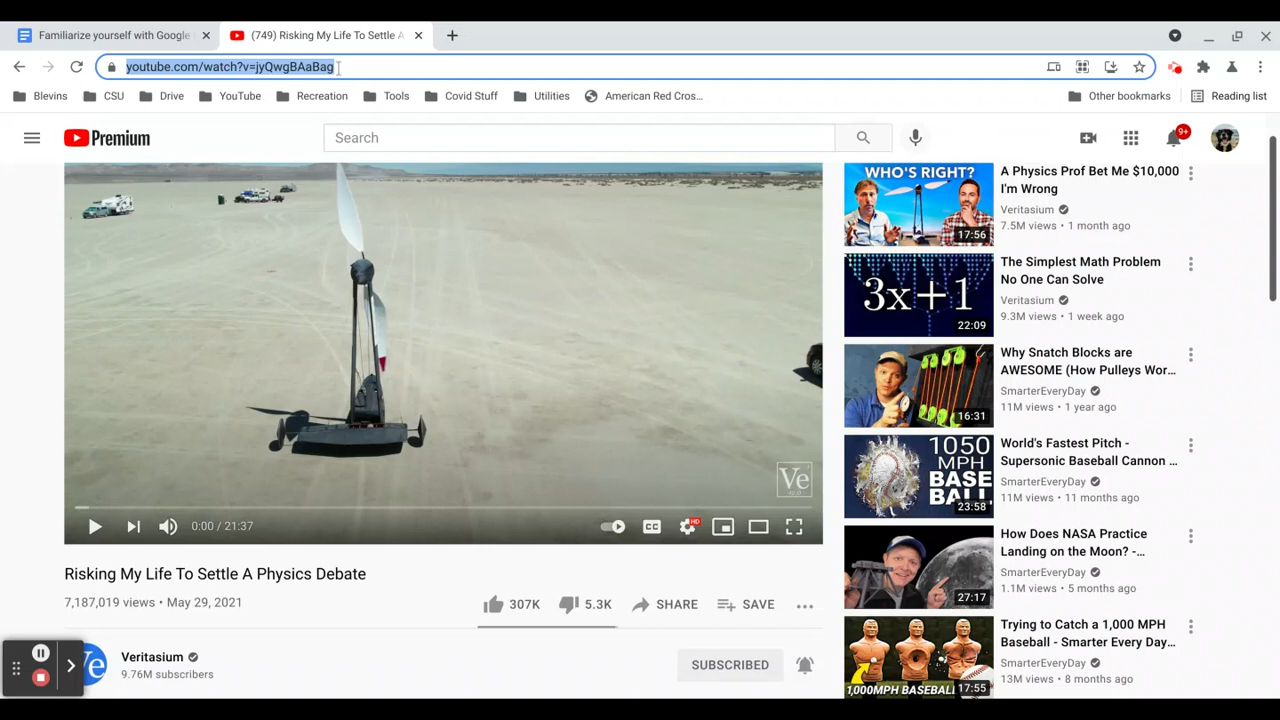 Familiarize yourself with Google
(749) Risking My Life To Settle A
youtube.com/watch?v=jyQwgBAaBag
Blevins
CSU
Drive
YouTube
Recreation
Tools
Covid Stuff
Utilities
American Red Cros...
Other bookmarks
Reading list
Premium
Search
9+
WHO'S RIGHT?
17:56
A Physics Prof Bet Me $10,000
I'm Wrong
Veritasium
7.5M views • 1 month ago
3x+1
22:09
The Simplest Math Problem
No One Can Solve
Veritasium
9.3M views • 1 week ago
16:31
Why Snatch Blocks are
AWESOME (How Pulleys Wor...
SmarterEveryDay
11M views • 1 year ago
1050
MPH
BASE
BALL
23:58
World's Fastest Pitch -
Supersonic Baseball Cannon ...
SmarterEveryDay
11M views • 11 months ago
27:17
How Does NASA Practice
Landing on the Moon? -...
SmarterEveryDay
1.1M views • 5 months ago
1,000MPH BASEBALL
17:55
Trying to Catch a 1,000 MPH
Baseball - Smarter Every Day...
SmarterEveryDay
13M views • 8 months ago
Ve
0:00 / 21:37
CC
HD
Risking My Life To Settle A Physics Debate
7,187,019 views • May 29, 2021
307K
5.3K
SHARE
SAVE
Ve
Veritasium
9.76M subscribers
SUBSCRIBED